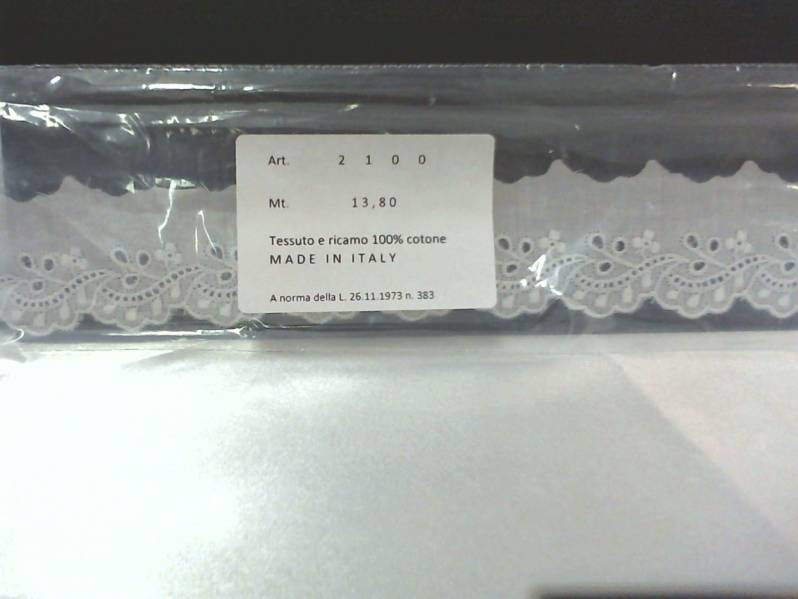 Art. 2 1 0 0
Mt. 13,80
Tessuto e ricamo 100% cotone
MADE IN ITALY
A norma della L. 26.11.1973 n. 383